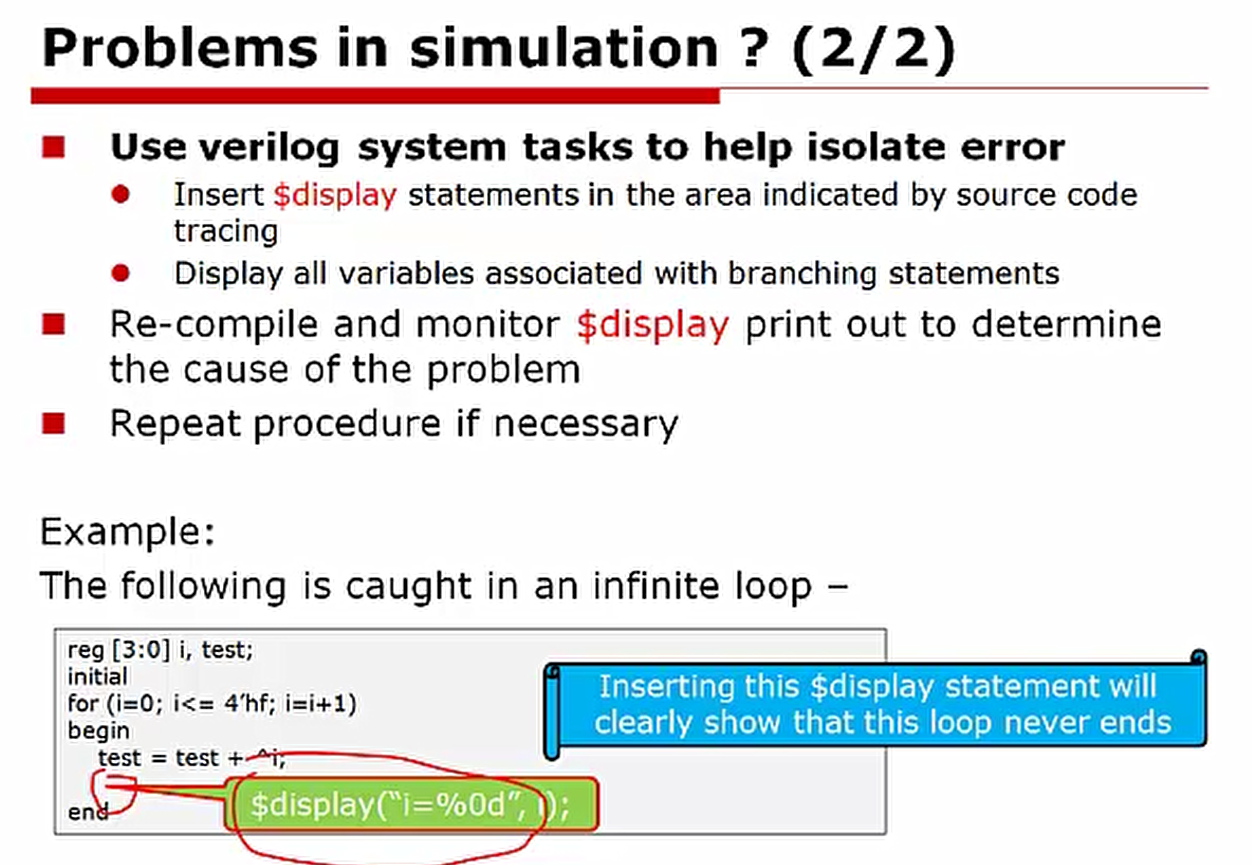 Problems in simulation ? (2/2)
Use verilog system tasks to help isolate error
Insert $display statements in the area indicated by source code
tracing
Display all variables associated with branching statements
Re-compile and monitor $display print out to determine
the cause of the problem
Repeat procedure if necessary
Example:
The following is caught in an infinite loop –
reg [3:0] i, test;
initial
for (i=0; i<= 4'hf; i=i+1)
begin
test = test + ^i;
end
$display(“i=%0d”, i);
Inserting this $display statement will
clearly show that this loop never ends